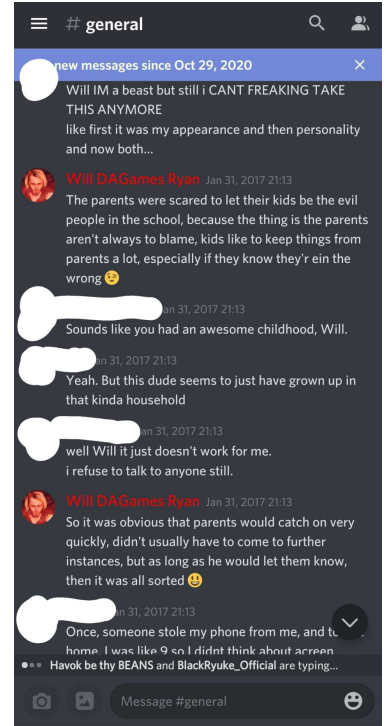 # general
new messages since Oct 29, 2020
Will IM a beast but still i CANT FREAKING TAKE
THIS ANYMORE
like first it was my appearance and then personality
and now both...
Will DAGames Ryan Jan 31, 2017 21:13
The parents were scared to let their kids be the evil
people in the school, because the thing is the parents
aren't always to blame, kids like to keep things from
parents a lot, especially if they know they'r ein the
wrong 😉
an 31, 2017 21:13
Sounds like you had an awesome childhood, Will.
an 31, 2017 21:13
Yeah. But this dude seems to just have grown up in
that kinda household
an 31, 2017 21:13
well Will it just doesn't work for me.
i refuse to talk to anyone still.
Will DAGames Ryan Jan 31, 2017 21:13
So it was obvious that parents would catch on very
quickly, didn't usually have to come to further
instances, but as long as he would let them know,
then it was all sorted 😃
an 31, 2017 21:13
Once, someone stole my phone from me, and
home. I was like 9 so I didnt think about acreen
Havok be thy BEANS and BlackRyuke_Official are typing...
Message #general